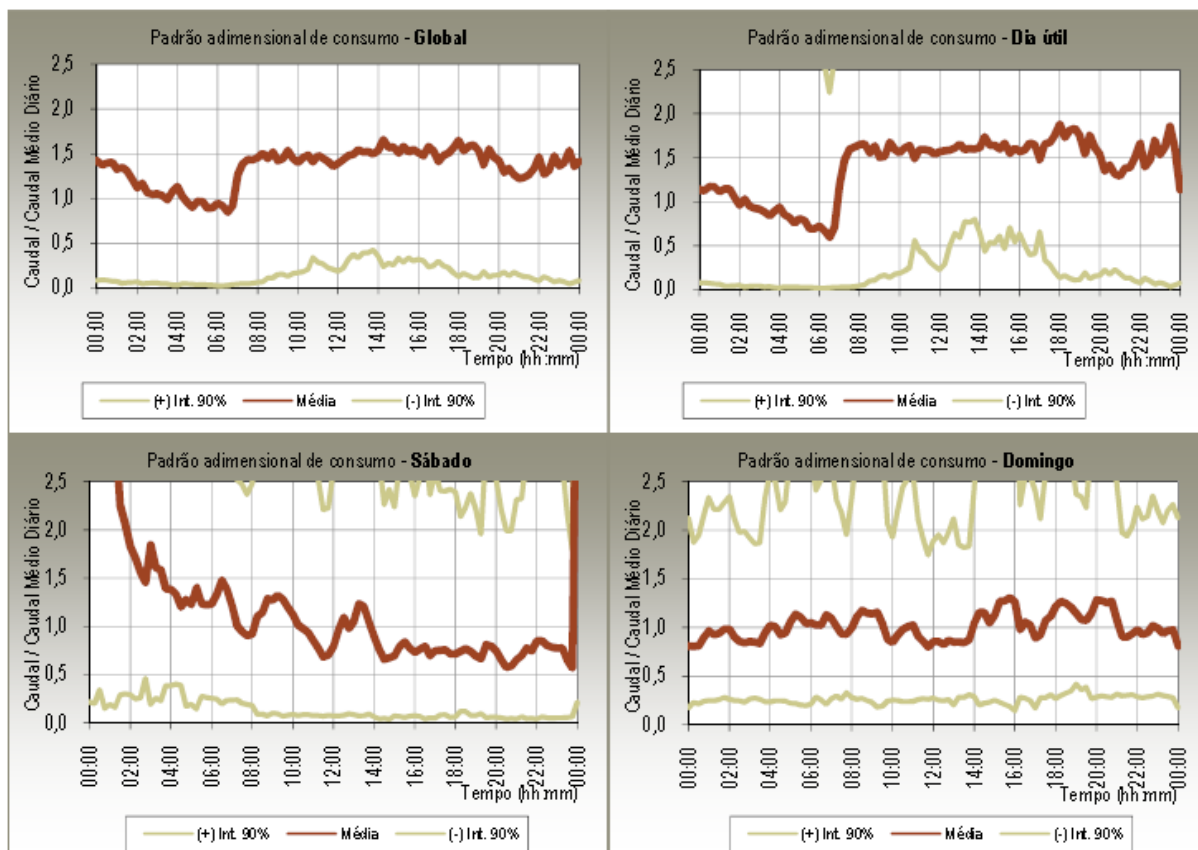 Padrão adimensional de consumo - Global
Caudal / Caudal Médio Diário
2,5
2,0
1,5
1,0
0,5
0,0
00:00 02:00 04:00 06:00 08:00 10:00 12:00 14:00 16:00 18:00 20:00 22:00 00:00
Tempo (hh:mm)
(+) Int. 90% Média (-) Int. 90%
Padrão adimensional de consumo - Dia útil
Caudal / Caudal Médio Diário
2,5
2,0
1,5
1,0
0,5
0,0
00:00 02:00 04:00 06:00 08:00 10:00 12:00 14:00 16:00 18:00 20:00 22:00 00:00
Tempo (hh:mm)
(+) Int. 90% Média (-) Int. 90%
Padrão adimensional de consumo - Sábado
Caudal / Caudal Médio Diário
2,5
2,0
1,5
1,0
0,5
0,0
00:00 02:00 04:00 06:00 08:00 10:00 12:00 14:00 16:00 18:00 20:00 22:00 00:00
Tempo (hh:mm)
(+) Int. 90% Média (-) Int. 90%
Padrão adimensional de consumo - Domingo
Caudal / Caudal Médio Diário
2,5
2,0
1,5
1,0
0,5
0,0
00:00 02:00 04:00 06:00 08:00 10:00 12:00 14:00 16:00 18:00 20:00 22:00 00:00
Tempo (hh:mm)
(+) Int. 90% Média (-) Int. 90%